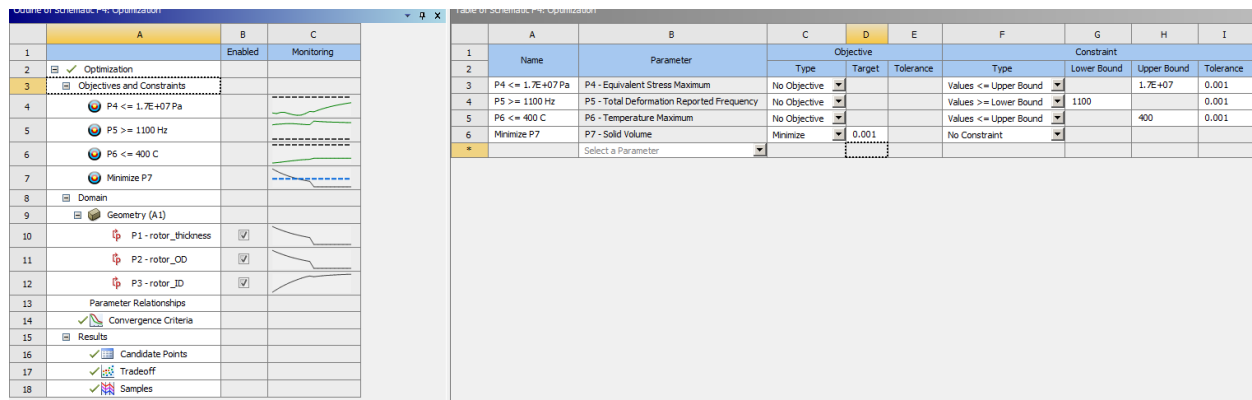 Outline of Schematic F4: Optimization
A B C
1 Enabled Monitoring
2 Optimization
3 Objectives and Constraints
4 P4 <= 1.7E+07 Pa
5 P5 >= 1100 Hz
6 P6 <= 400 C
7 Minimize P7
8 Domain
9 Geometry (A1)
10 P1 - rotor_thickness
11 P2 - rotor_OD
12 P3 - rotor_ID
13 Parameter Relationships
14 Convergence Criteria
15 Results
16 Candidate Points
17 Tradeoff
18 Samples
Table of Schematic F4: Optimization
A B C D E F G H I
1 Name Parameter Objective Constraint
2 Type Target Tolerance Type Lower Bound Upper Bound Tolerance
3 P4 <= 1.7E+07 Pa P4 - Equivalent Stress Maximum No Objective Values <= Upper Bound 1.7E+07 0.001
4 P5 >= 1100 Hz P5 - Total Deformation Reported Frequency No Objective Values >= Lower Bound 1100 0.001
5 P6 <= 400 C P6 - Temperature Maximum No Objective Values <= Upper Bound 400 0.001
6 Minimize P7 P7 - Solid Volume Minimize 0.001 No Constraint
* Select a Parameter